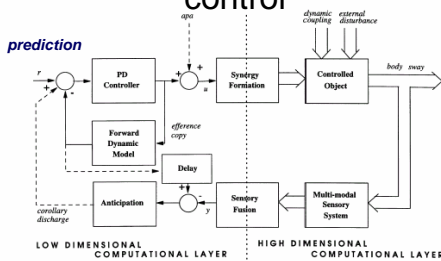 control
prediction
dynamic
coupling
external
disturbance
apa
body sway
r
+
-
PD
Controller
+
+
u
Synergy
Formation
Controlled
Object
efference
copy
Forward
Dynamic
Model
Delay
+
-
y
Anticipation
Sensory
Fusion
Multi-modal
Sensory
System
corollary
discharge
LOW DIMENSIONAL
COMPUTATIONAL LAYER
HIGH DIMENSIONAL
COMPUTATIONAL LAYER